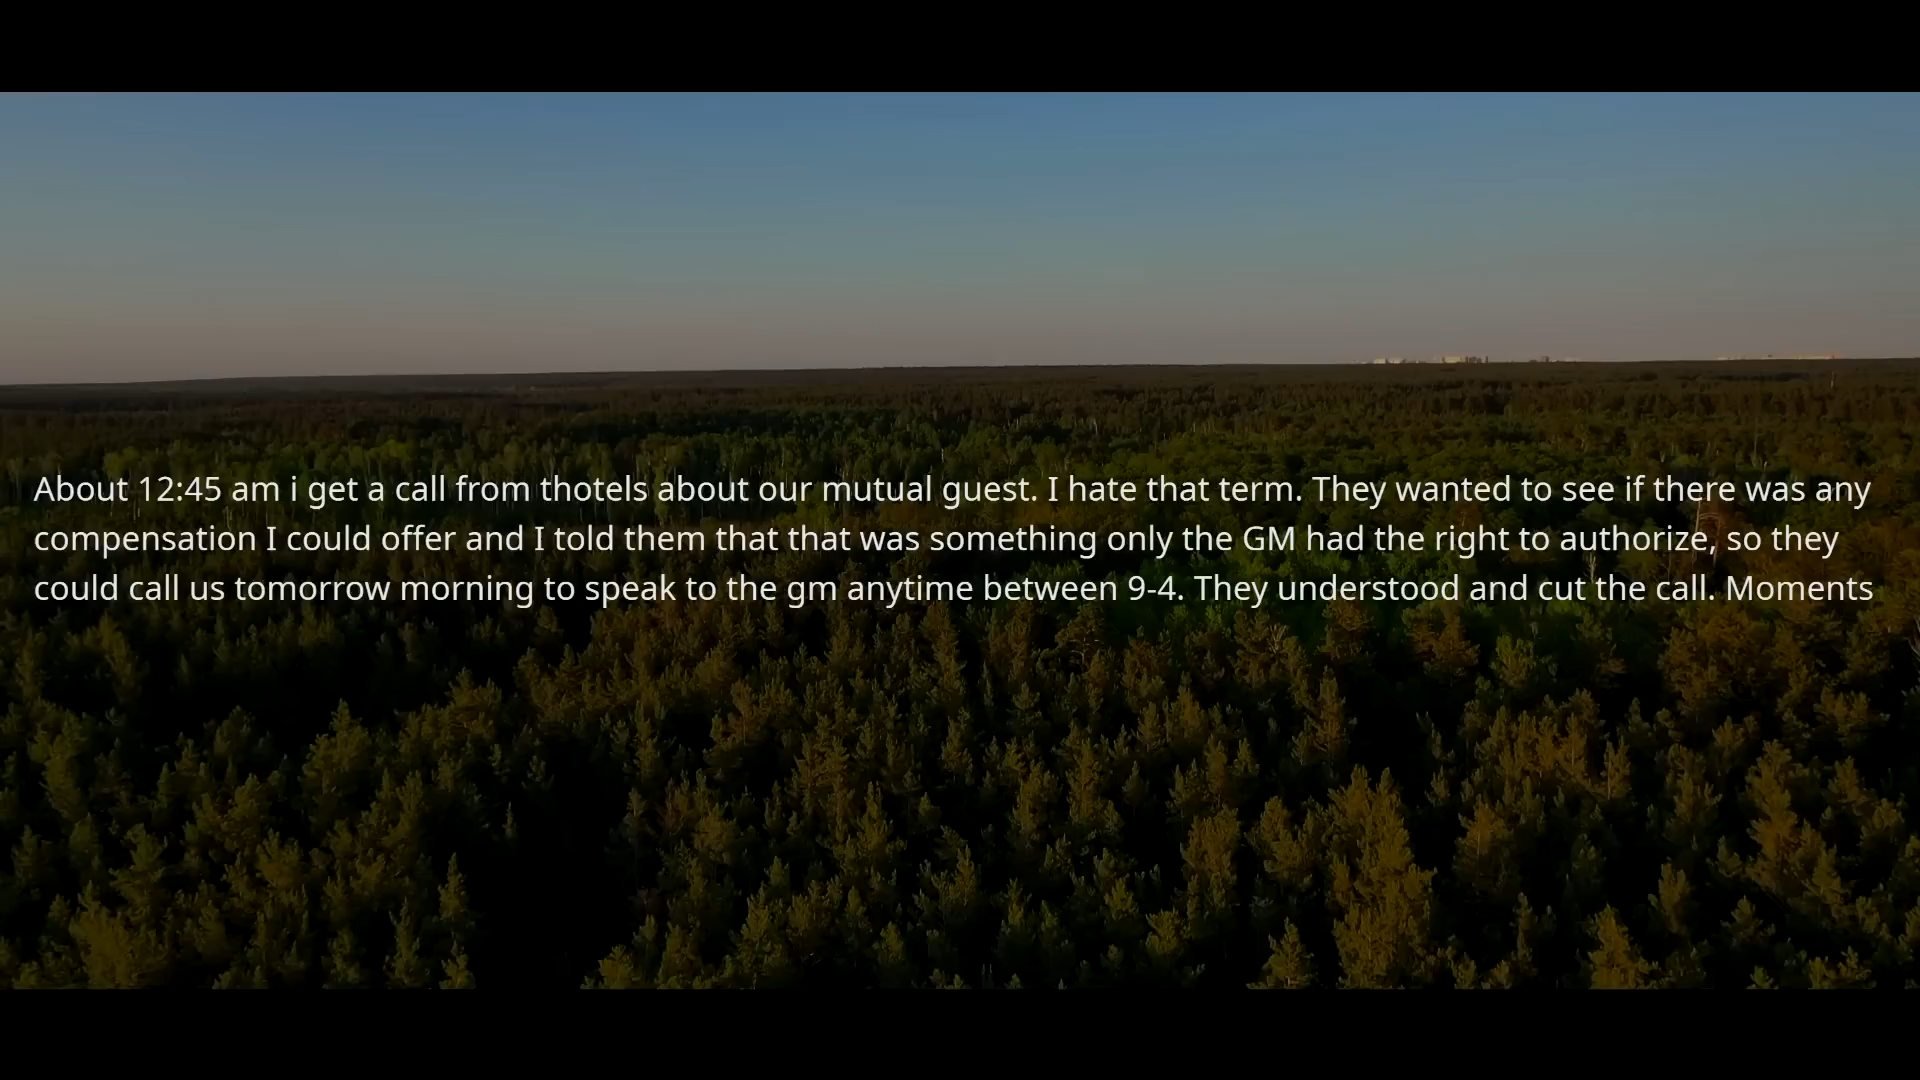 About 12:45 am i get a call from thotels about our mutual guest. I hate that term. They wanted to see if there was any
compensation I could offer and I told them that that was something only the GM had the right to authorize, so they
could call us tomorrow morning to speak to the gm anytime between 9-4. They understood and cut the call. Moments